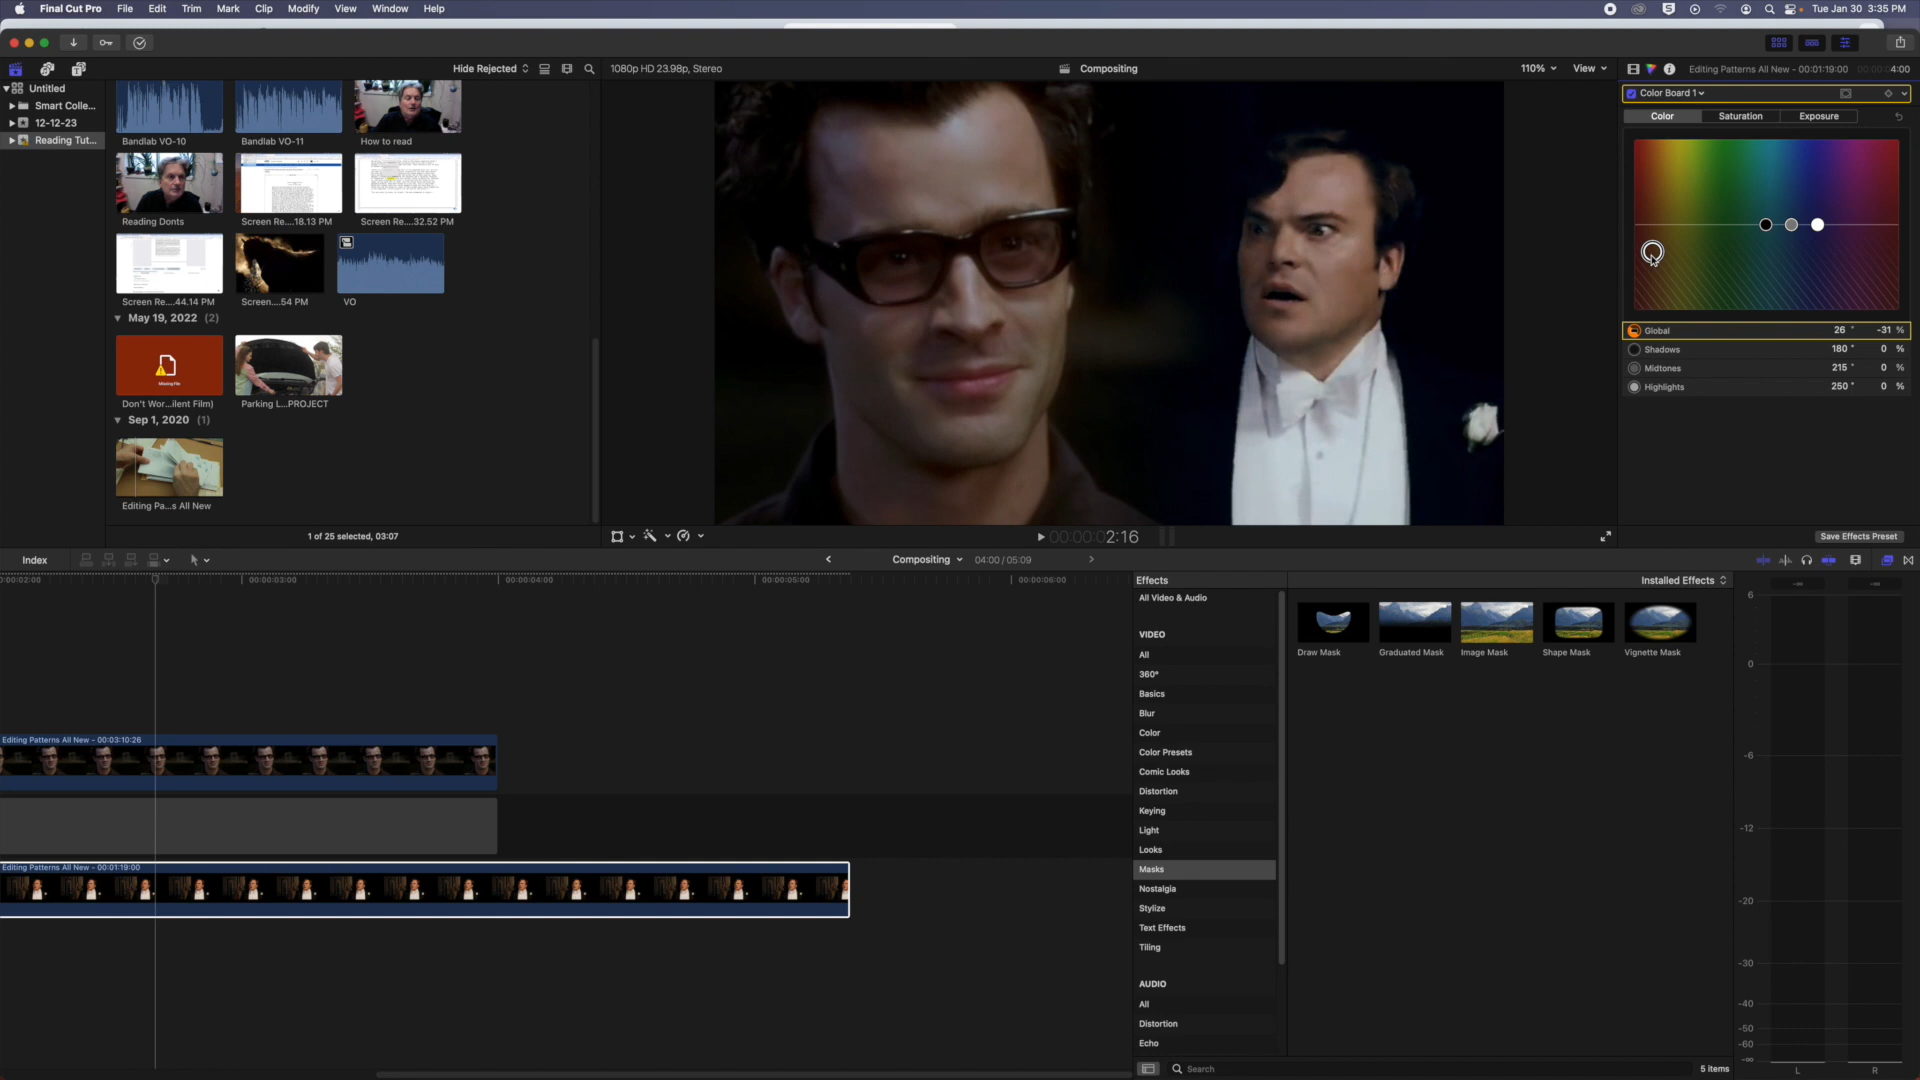 Final Cut Pro File Edit Trim Mark Clip Modify View Window Help
Tue Jan 30 3:35 PM
Hide Rejected
1080p HD 23.98p, Stereo
Compositing
110%
View
Editing Patterns All New - 00:01:19:00
4:00
Untitled
Smart Colle...
12-12-23
Reading Tut...
Bandlab VO-10
Bandlab VO-11
How to read
Reading Donts
Screen Re....18.13 PM
Screen Re....32.52 PM
Screen Re....44.14 PM
Screen....54 PM
VO
May 19, 2022 (2)
Missing File
Don't Wor...ilent Film)
Parking L...PROJECT
Sep 1, 2020 (1)
Editing Pa...s All New
1 of 25 selected, 03:07
00:00:00 2:16
Color Board 1
Color
Saturation
Exposure
Global 26 ° -31 %
Shadows 180 ° 0 %
Midtones 215 ° 0 %
Highlights 250 ° 0 %
Save Effects Preset
Index
Compositing
04:00 / 05:09
0:00:02:00
00:00:03:00
00:00:04:00
00:00:05:00
00:00:06:00
Editing Patterns All New - 00:03:10:26
Editing Patterns All New - 00:01:19:00
Effects
Installed Effects
All Video & Audio
VIDEO
All
360°
Basics
Blur
Color
Color Presets
Comic Looks
Distortion
Keying
Light
Looks
Masks
Nostalgia
Stylize
Text Effects
Tiling
AUDIO
All
Distortion
Echo
Draw Mask
Graduated Mask
Image Mask
Shape Mask
Vignette Mask
Search
5 items
-∞ -∞
6
0
-6
-12
-20
-30
-40
-50
-60
-∞
L R